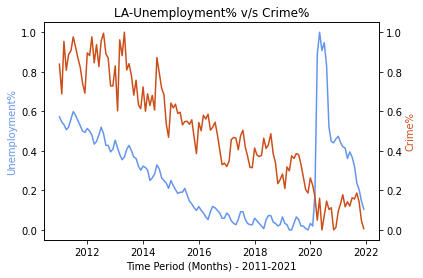 LA-Unemployment% v/s Crime%
1.0
0.8
0.6
0.4
0.2
0.0
Unemployment%
1.0
0.8
0.6
0.4
0.2
0.0
Crime%
2012 2014 2016 2018 2020 2022
Time Period (Months) - 2011-2021